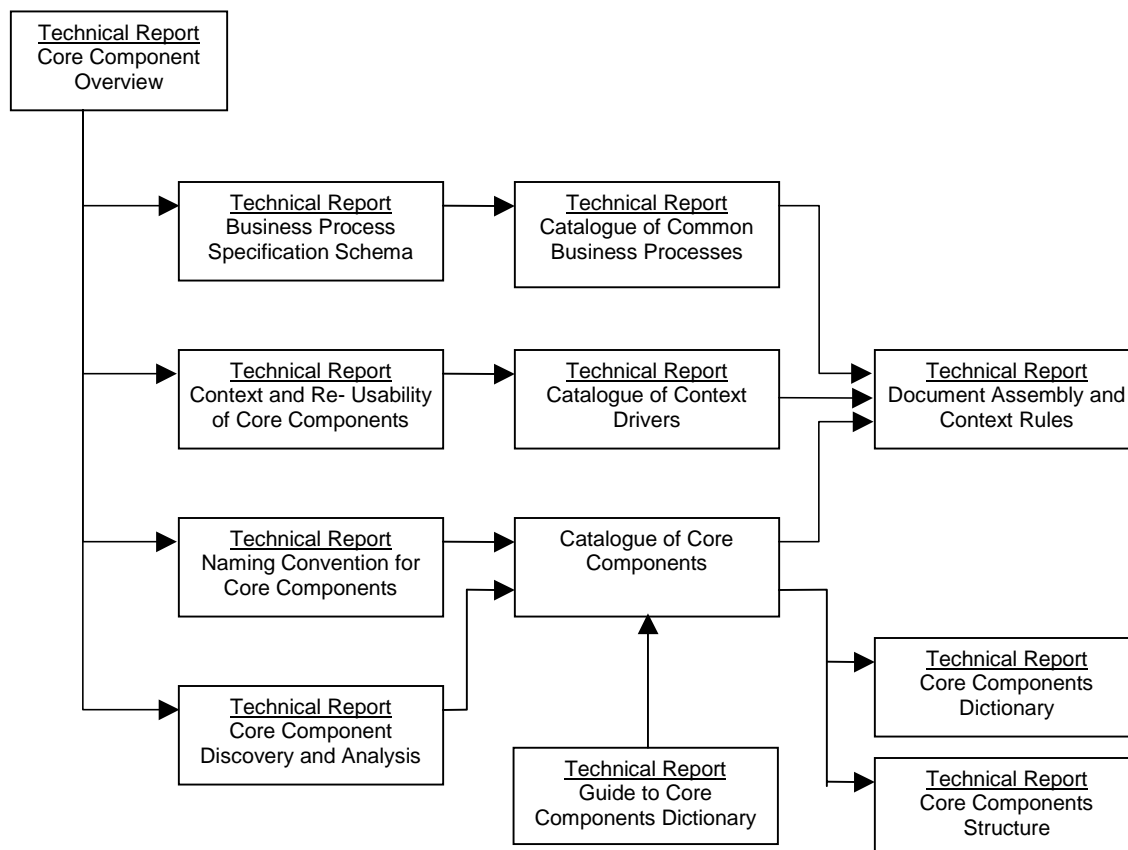 Technical Report
Core Component
Overview
Technical Report
Business Process
Specification Schema
Technical Report
Catalogue of Common
Business Processes
Technical Report
Context and Re- Usability
of Core Components
Technical Report
Catalogue of Context
Drivers
Technical Report
Document Assembly and
Context Rules
Technical Report
Naming Convention for
Core Components
Catalogue of Core
Components
Technical Report
Core Components
Dictionary
Technical Report
Core Component
Discovery and Analysis
Technical Report
Guide to Core
Components Dictionary
Technical Report
Core Components
Structure